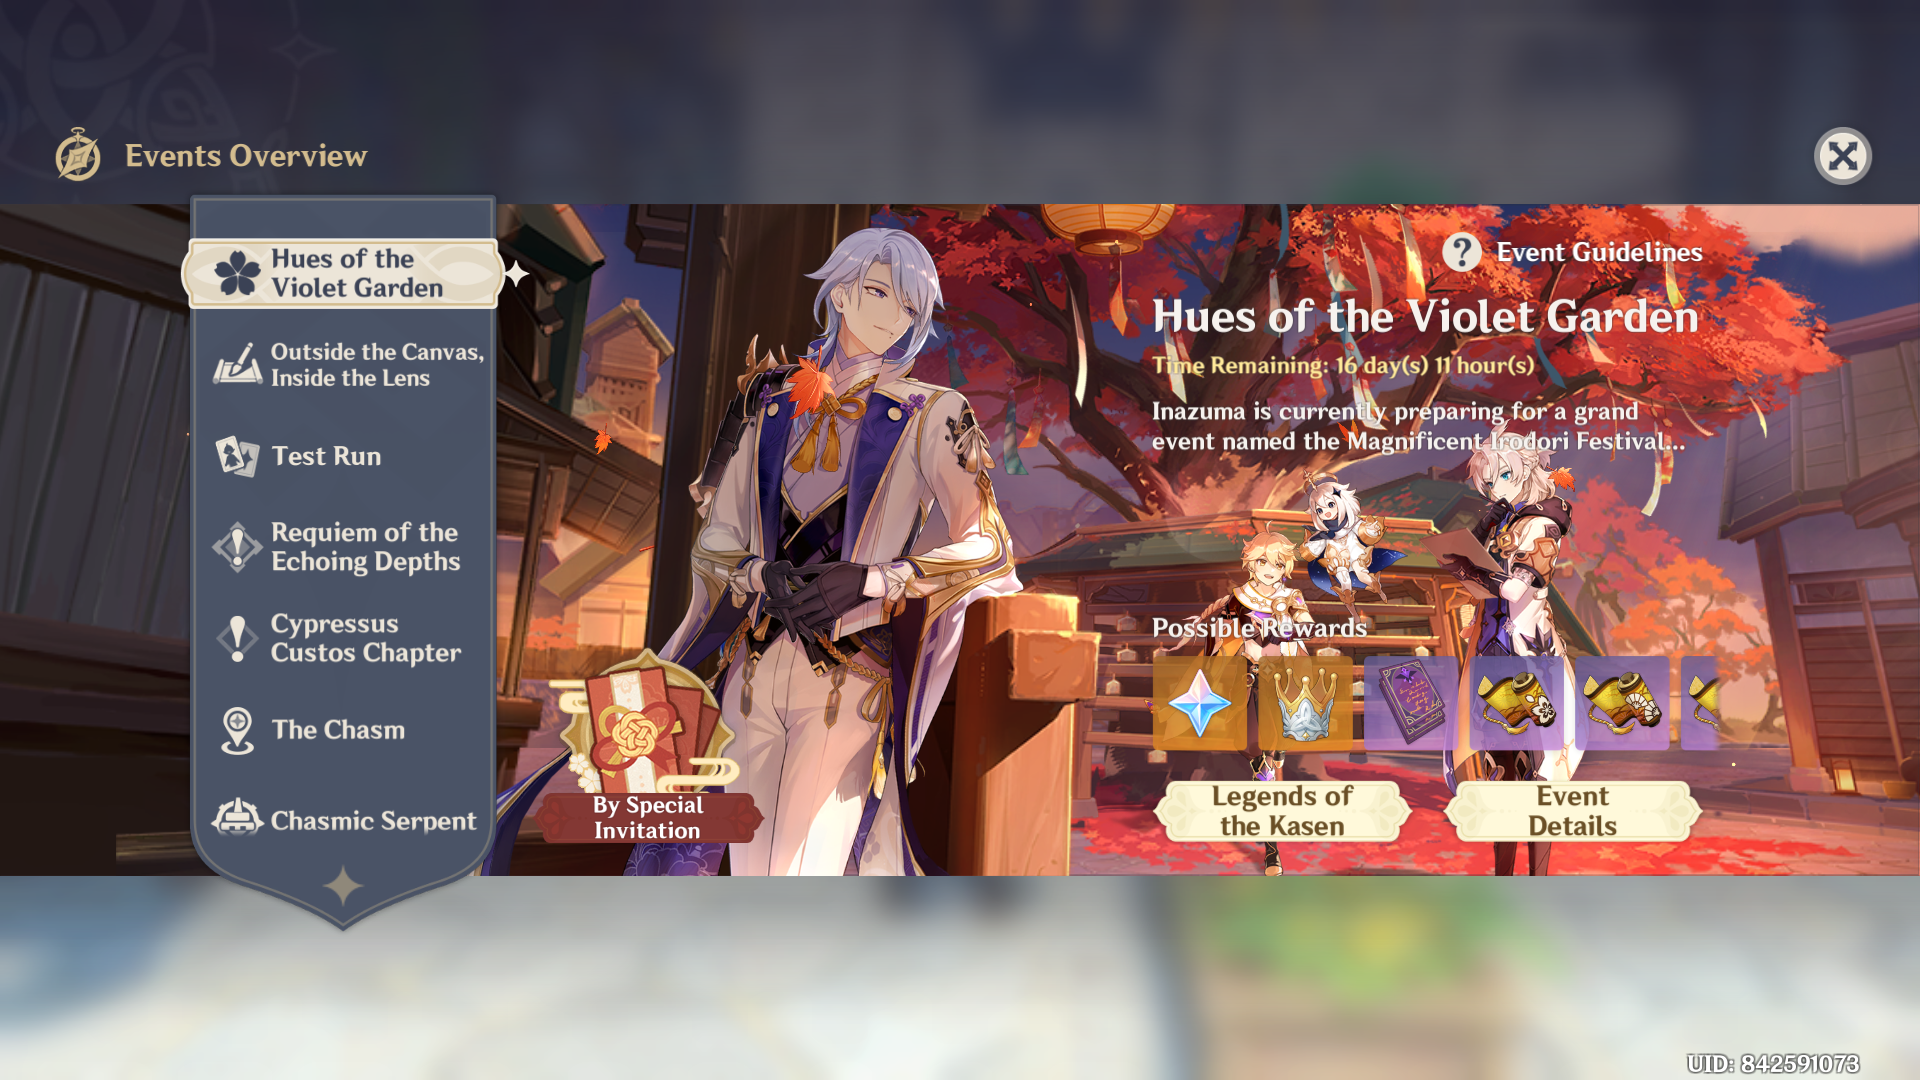 Events Overview
Hues of the
Violet Garden
Outside the Canvas,
Inside the Lens
Test Run
Requiem of the
Echoing Depths
Cypressus
Custos Chapter
The Chasm
Chasmic Serpent
By Special
Invitation
Event Guidelines
Hues of the Violet Garden
Time Remaining: 16 day(s) 11 hour(s)
Inazuma is currently preparing for a grand
event named the Magnificent Irodori Festival...
Possible Rewards
Legends of
the Kasen
Event
Details
UID: 842591073